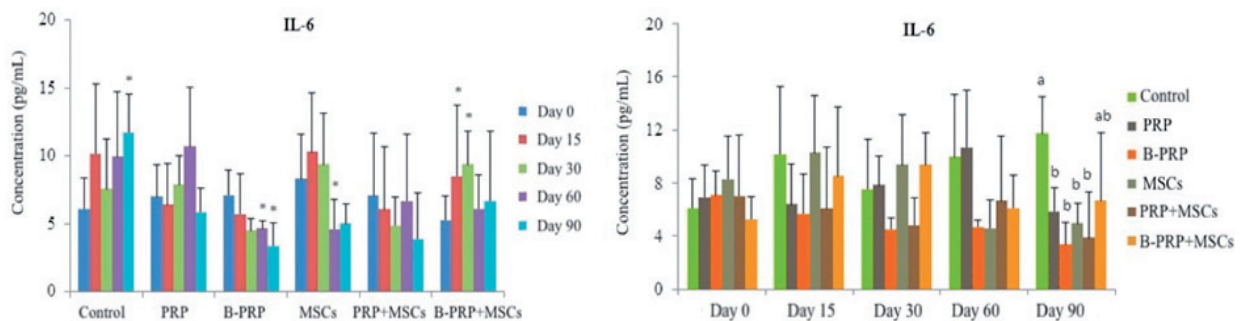 IL-6
Concentration (pg/mL)
20
15
10
5
0
*
* *
*
* *
Control PRP B-PRP MSCs PRP+MSCs B-PRP+MSCs
Day 0
Day 15
Day 30
Day 60
Day 90
IL-6
Concentration (pg/mL)
20
16
12
8
4
0
a
b
b
b
b
ab
Day 0 Day 15 Day 30 Day 60 Day 90
Control
PRP
B-PRP
MSCs
PRP+MSCs
B-PRP+MSCs